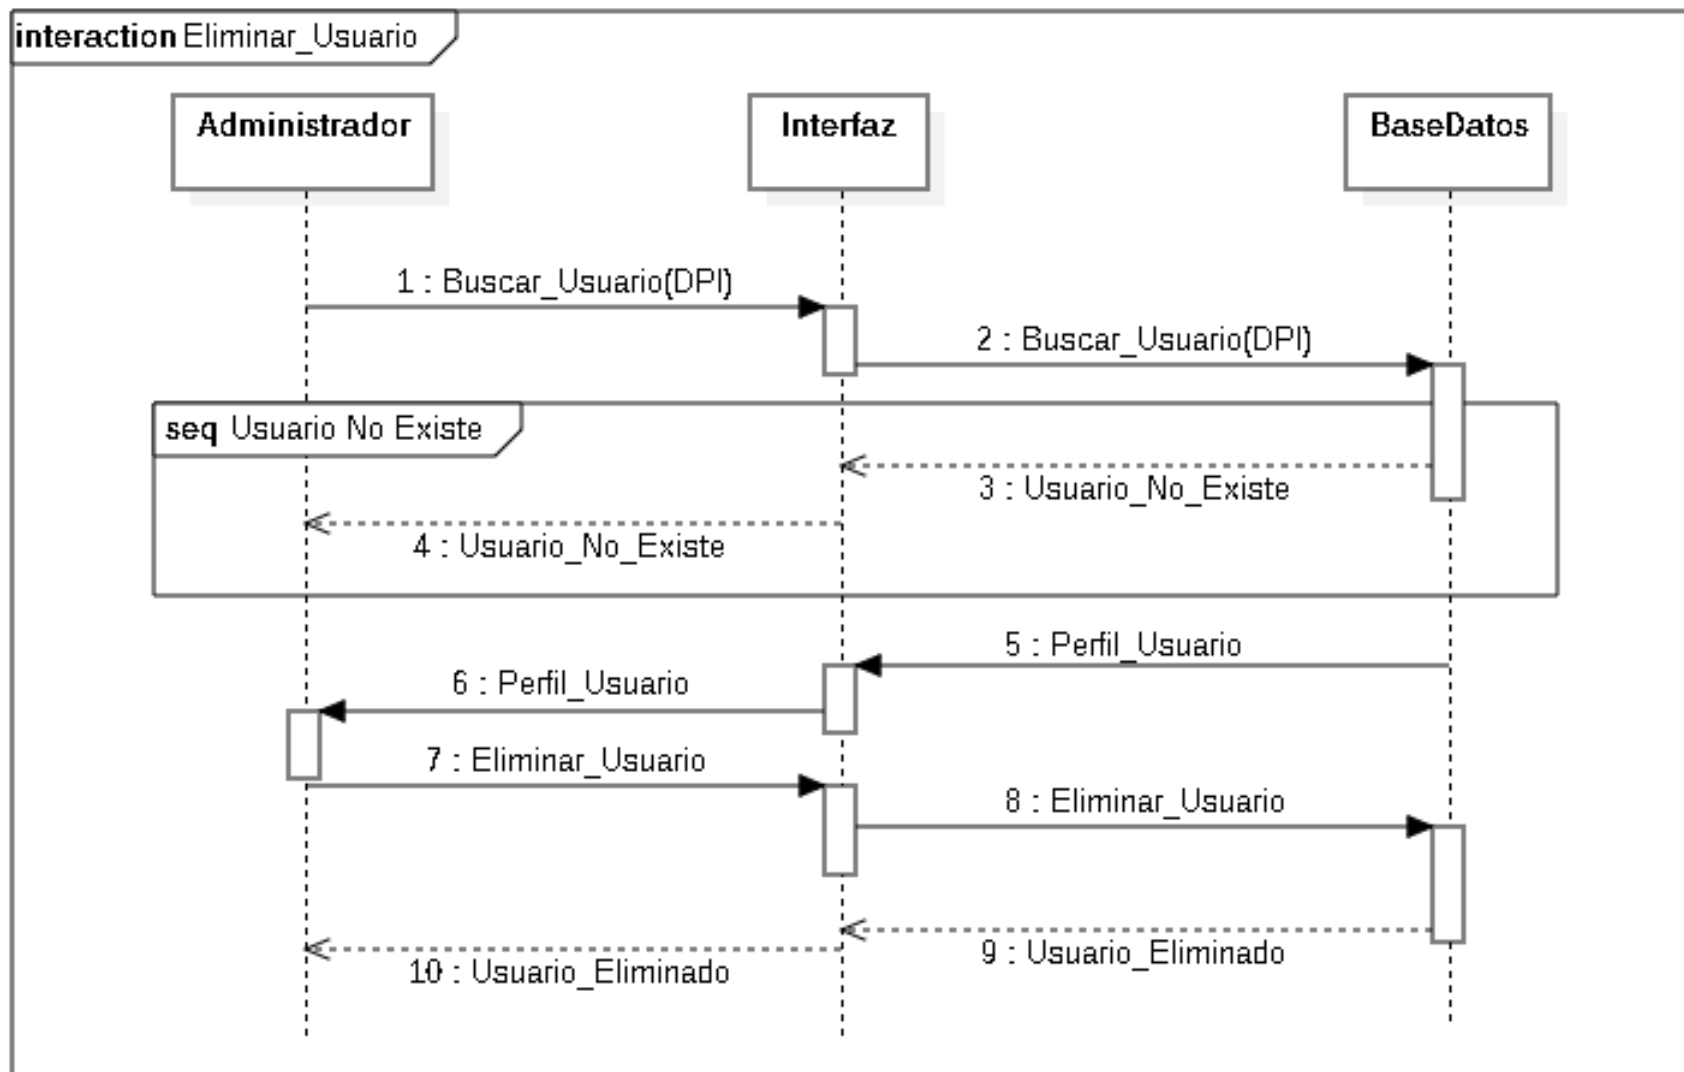 interaction Eliminar_Usuario
Administrador
Interfaz
BaseDatos
1 : Buscar_Usuario(DPI)
2 : Buscar_Usuario(DPI)
seq Usuario No Existe
3 : Usuario_No_Existe
4 : Usuario_No_Existe
5 : Perfil_Usuario
6 : Perfil_Usuario
7 : Eliminar_Usuario
8 : Eliminar_Usuario
9 : Usuario_Eliminado
10 : Usuario_Eliminado